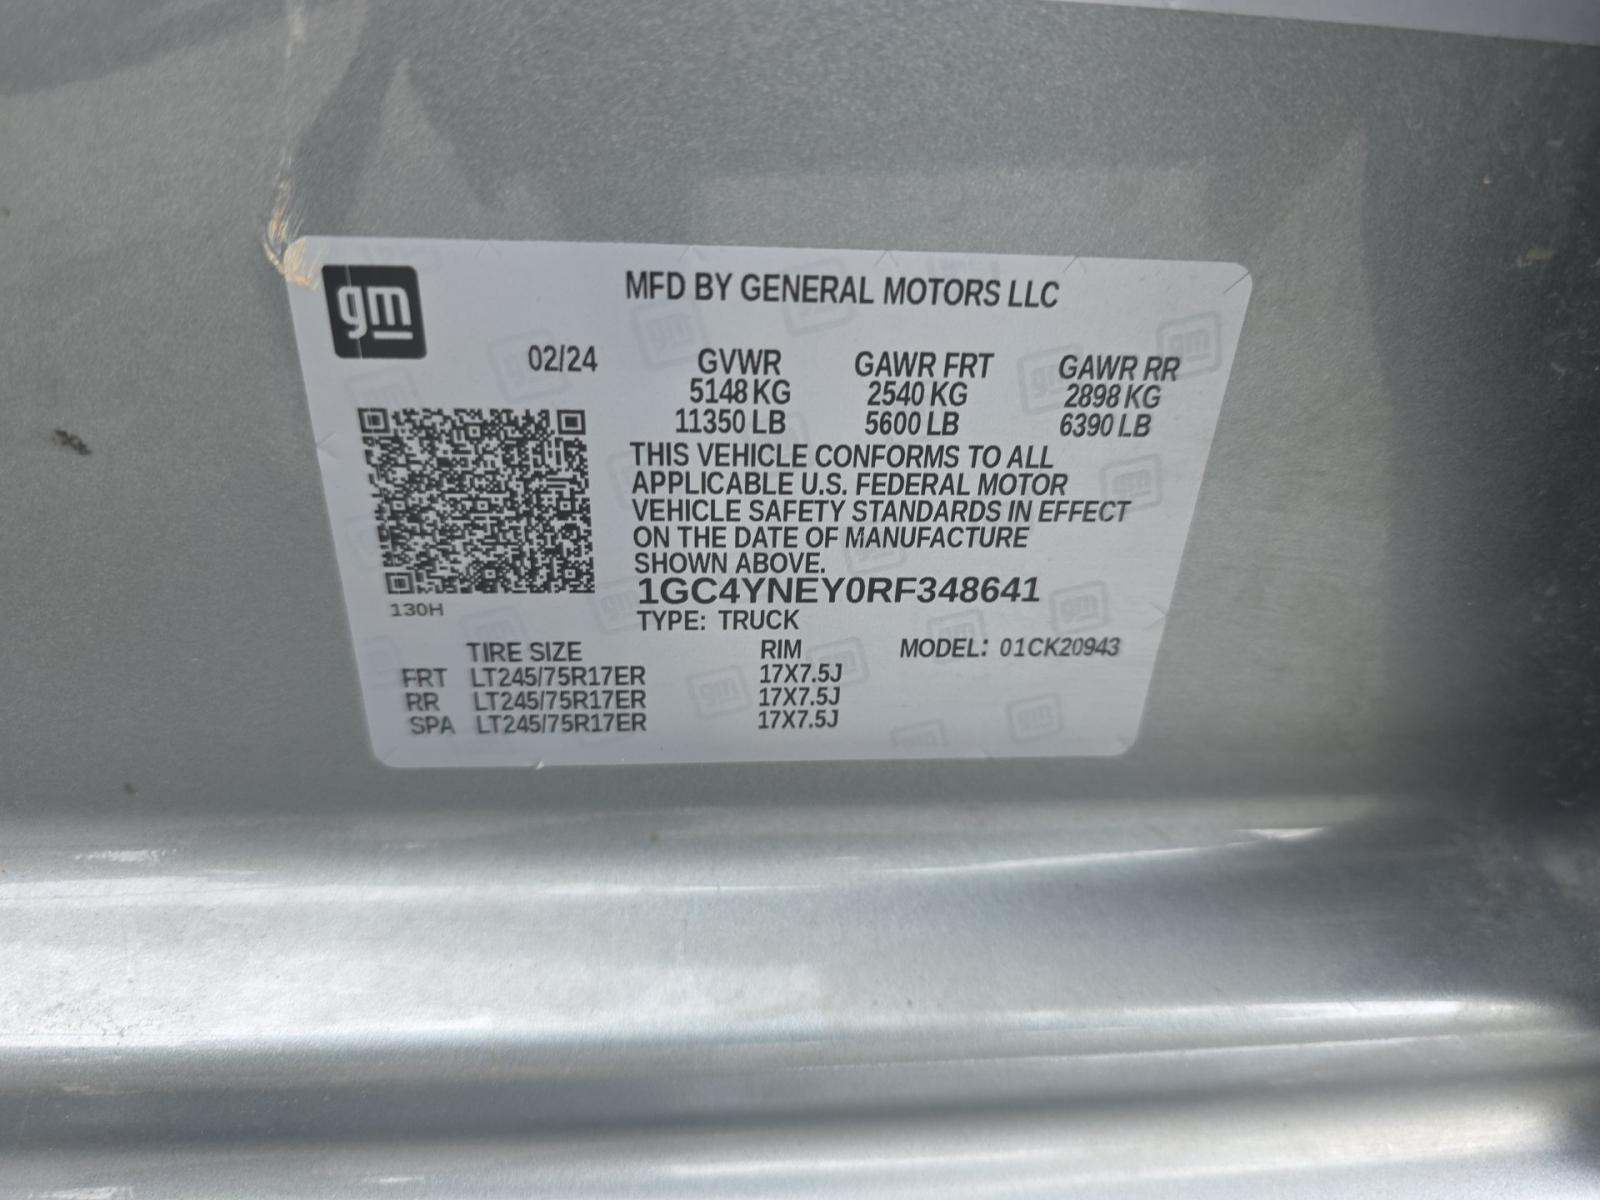 gm
MFD BY GENERAL MOTORS LLC
02/24 GVWR GAWR FRT GAWR RR
5148 KG 2540 KG 2898 KG
11350 LB 5600 LB 6390 LB
THIS VEHICLE CONFORMS TO ALL
APPLICABLE U.S. FEDERAL MOTOR
VEHICLE SAFETY STANDARDS IN EFFECT
ON THE DATE OF MANUFACTURE
SHOWN ABOVE.
1GC4YNEY0RF348641
130H
TYPE: TRUCK
TIRE SIZE RIM MODEL: 01CK20943
FRT LT245/75R17ER 17X7.5J
RR LT245/75R17ER 17X7.5J
SPA LT245/75R17ER 17X7.5J